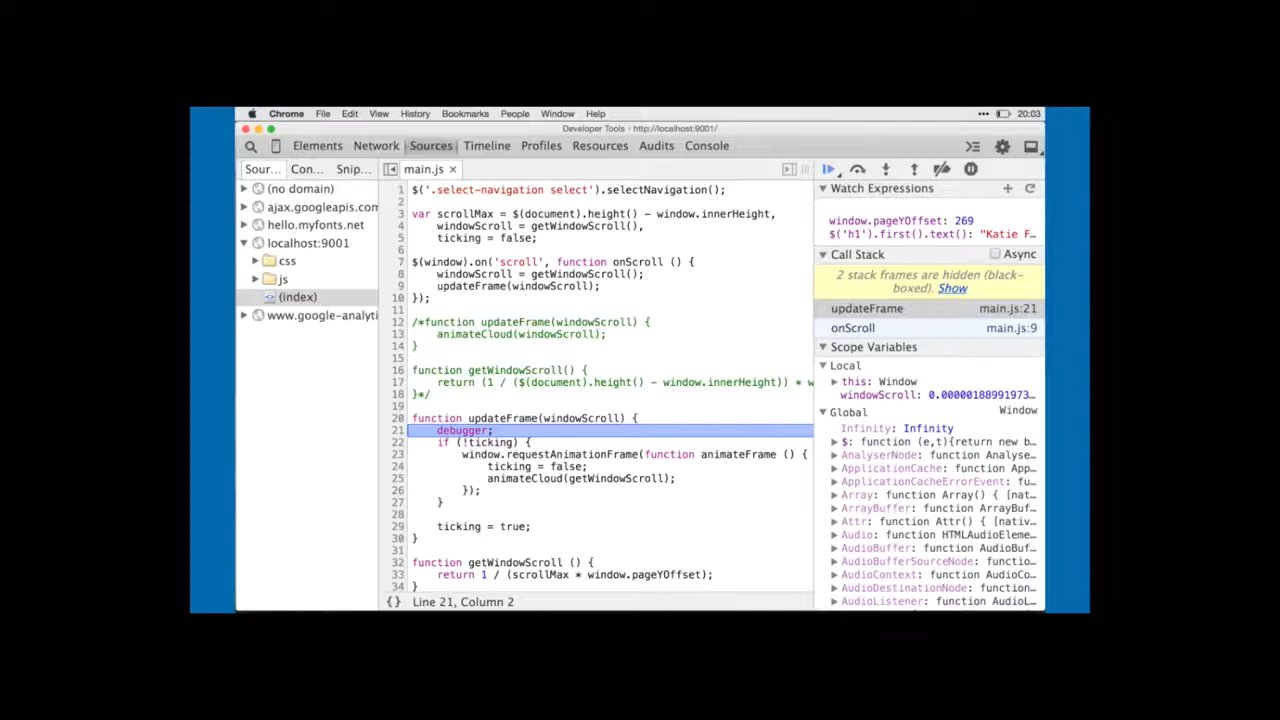 Chrome File Edit View History Bookmarks People Window Help ••• 20:03
Developer Tools - http://localhost:9001/
Elements Network Sources Timeline Profiles Resources Audits Console
Sour... Con... Snip...
(no domain)
ajax.googleapis.com
hello.myfonts.net
localhost:9001
css
js
(index)
www.google-analyti
main.js ×
1 $('.select-navigation select').selectNavigation();
2
3 var scrollMax = $(document).height() - window.innerHeight,
4 windowScroll = getWindowScroll(),
5 ticking = false;
6
7 $(window).on('scroll', function onScroll () {
8 windowScroll = getWindowScroll();
9 updateFrame(windowScroll);
10 });
11
12 /*function updateFrame(windowScroll) {
13 animateCloud(windowScroll);
14 }
15
16 function getWindowScroll() {
17 return (1 / ($(document).height() - window.innerHeight)) * w
18 }*/
19
20 function updateFrame(windowScroll) {
21 debugger;
22 if (!ticking) {
23 window.requestAnimationFrame(function animateFrame () {
24 ticking = false;
25 animateCloud(getWindowScroll);
26 });
27 }
28
29 ticking = true;
30 }
31
32 function getWindowScroll () {
33 return 1 / (scrollMax * window.pageYOffset);
34 }
{} Line 21, Column 2
Watch Expressions
window.pageYOffset: 269
$('h1').first().text(): "Katie F…
Call Stack Async
2 stack frames are hidden (black-
boxed). Show
updateFrame main.js:21
onScroll main.js:9
Scope Variables
Local
this: Window
windowScroll: 0.00000188991973…
Global Window
Infinity: Infinity
$: function (e,t){return new b…
AnalyserNode: function Analyse…
ApplicationCache: function App…
ApplicationCacheErrorEvent: fu…
Array: function Array() { [nat…
ArrayBuffer: function ArrayBuf…
Attr: function Attr() { [nativ…
Audio: function HTMLAudioEleme…
AudioBuffer: function AudioBuf…
AudioBufferSourceNode: functio…
AudioContext: function AudioCo…
AudioDestinationNode: function…
AudioListener: function AudioL…